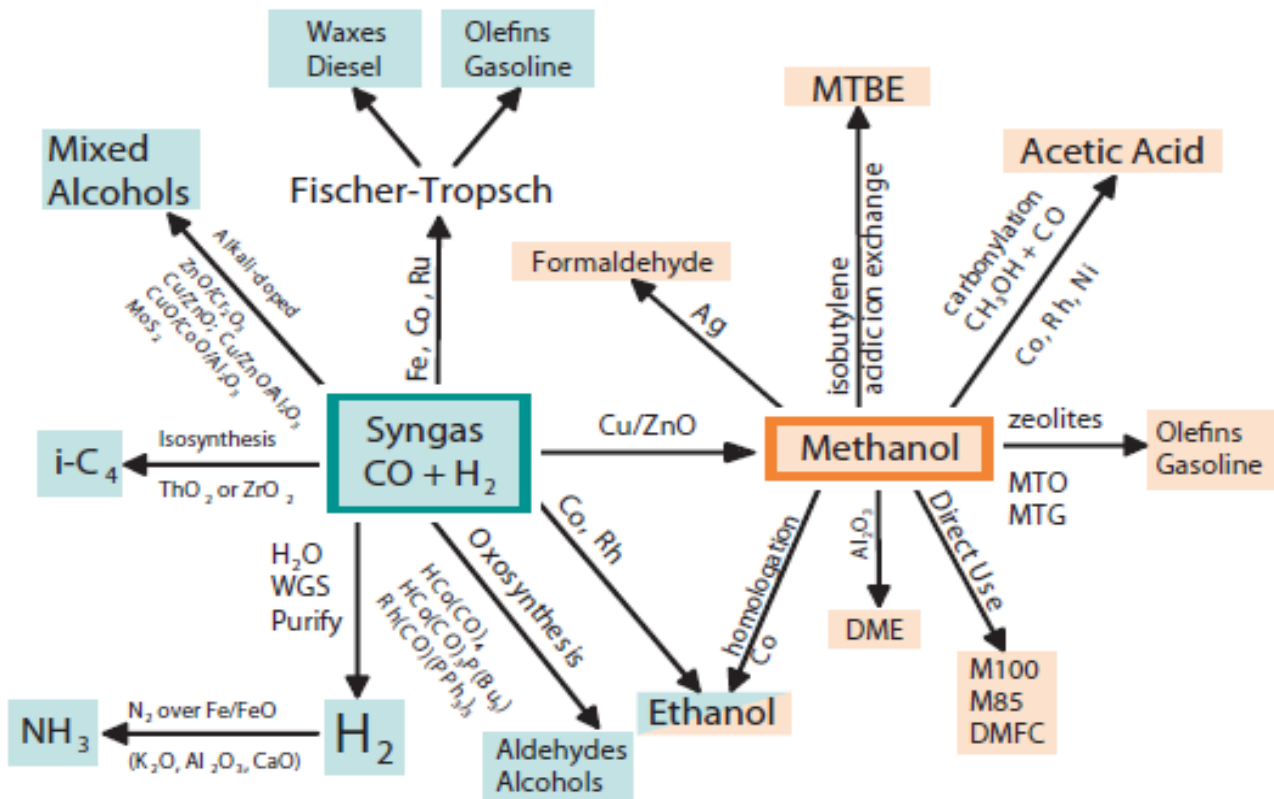 Waxes
Diesel
Olefins
Gasoline
MTBE
Mixed
Alcohols
Fischer-Tropsch
Acetic Acid
Formaldehyde
Alkali-doped
ZnO/Cr₂O₃
Cu/ZnO; Cu/ZnO/Al₂O₃
CuO/CoO/Al₂O₃
MoS₂
Fe, Co, Ru
Ag
isobutylene
acidic ion exchange
carbonylation
CH₃OH + CO
Co, Rh, Ni
i-C₄
Isosynthesis
ThO₂ or ZrO₂
Syngas
CO + H₂
Cu/ZnO
Methanol
zeolites
MTO
MTG
Olefins
Gasoline
H₂O
WGS
Purify
Oxosynthesis
HCo(CO)₄
HCo(CO)₃P(Bu₃)
Rh(CO)(PPh₃)₃
Co, Rh
homologation
Co
Al₂O₃
Direct Use
DME
M100
M85
DMFC
Ethanol
NH₃
N₂ over Fe/FeO
(K₂O, Al₂O₃, CaO)
H₂
Aldehydes
Alcohols